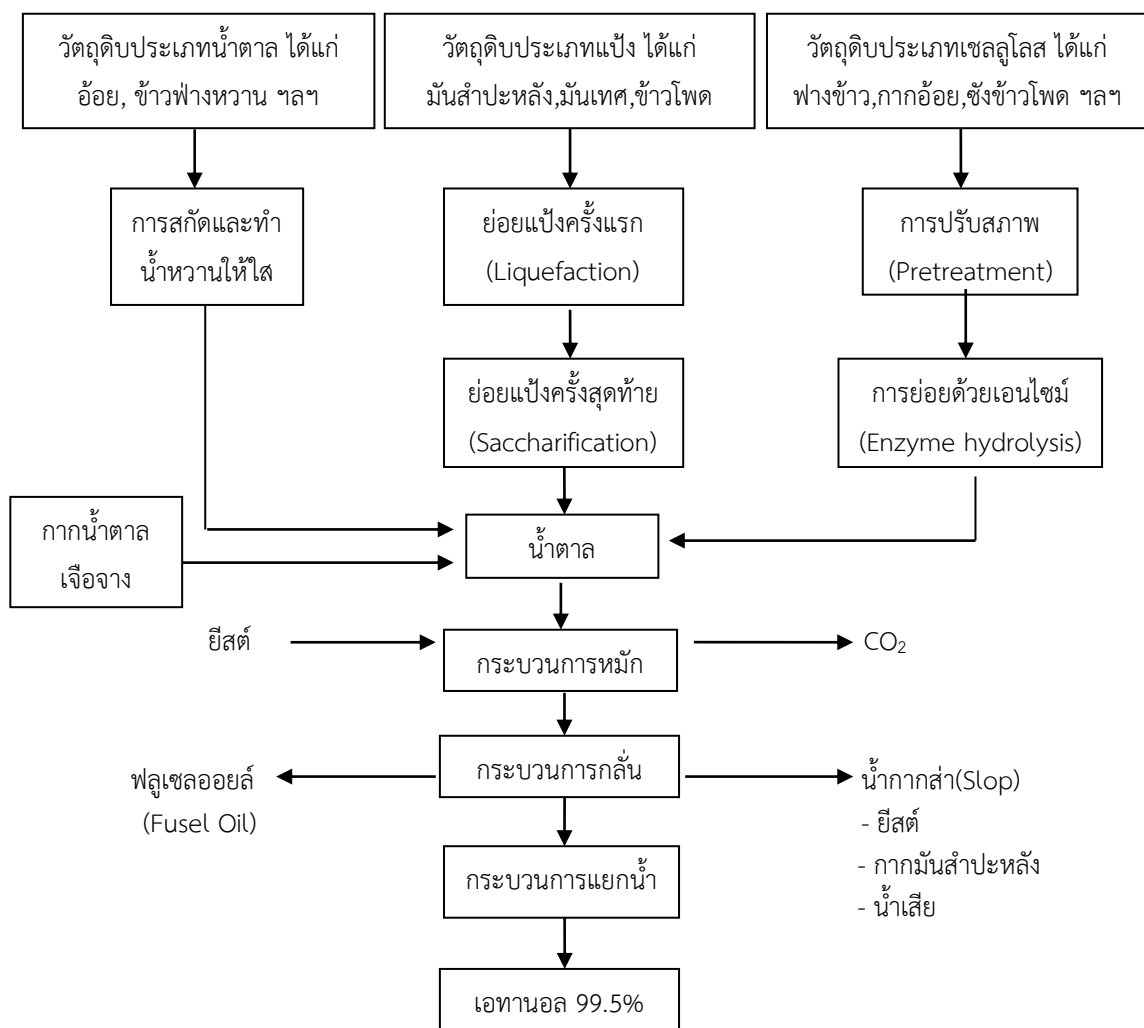 วัตถุดิบประเภทน้ำตาล ได้แก่
อ้อย, ข้าวฟ่างหวาน ฯลฯ
วัตถุดิบประเภทแป้ง ได้แก่
มันสำปะหลัง,มันเทศ,ข้าวโพด
วัตถุดิบประเภทเซลลูโลส ได้แก่
ฟางข้าว,กากอ้อย,ซังข้าวโพด ฯลฯ
การสกัดและทำ
น้ำหวานให้ใส
ย่อยแป้งครั้งแรก
(Liquefaction)
การปรับสภาพ
(Pretreatment)
ย่อยแป้งครั้งสุดท้าย
(Saccharification)
การย่อยด้วยเอนไซม์
(Enzyme hydrolysis)
กากน้ำตาล
เจือจาง
น้ำตาล
ยีสต์
กระบวนการหมัก
CO₂
ฟลูเซลออยล์
(Fusel Oil)
กระบวนการกลั่น
น้ำกากส่า(Slop)
- ยีสต์
- กากมันสำปะหลัง
- น้ำเสีย
กระบวนการแยกน้ำ
เอทานอล 99.5%